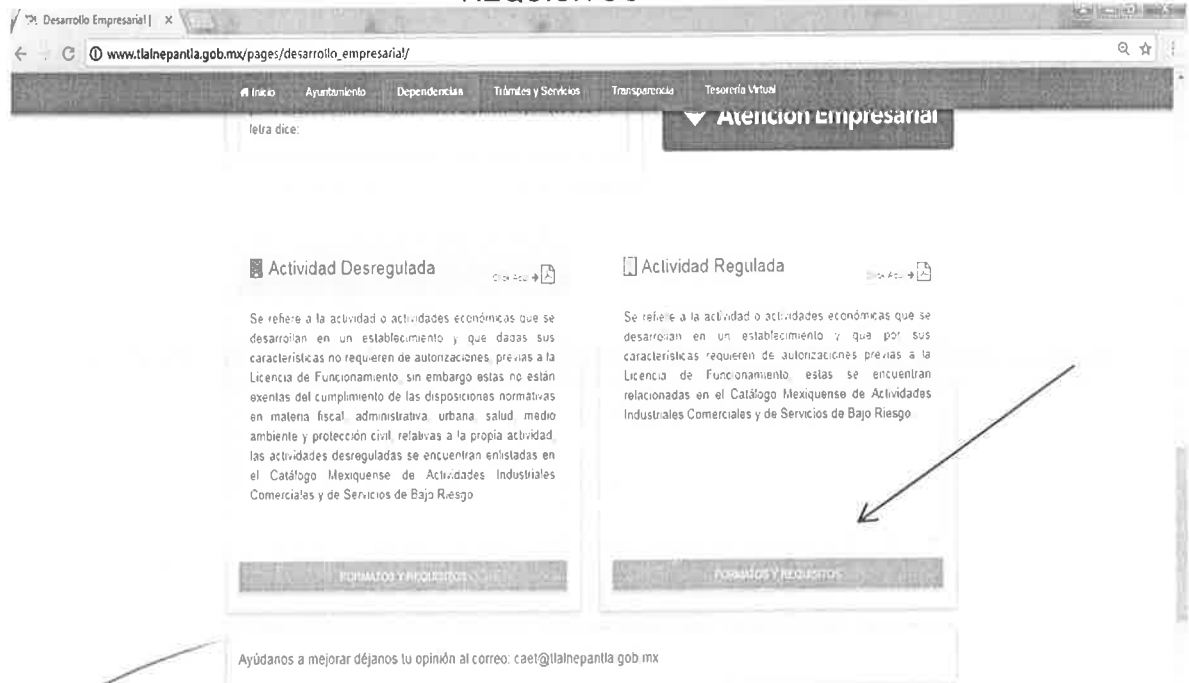 Desarrollo Empresarial |
www.tlalnepantla.gob.mx/pages/desarrollo_empresarial/
Inicio Ayuntamiento Dependencias Trámites y Servicios Transparencia Tesorería Virtual
letra dice:
Atención Empresarial
Actividad Desregulada
Click Aquí
Se refiere a la actividad o actividades económicas que se
desarrollan en un establecimiento y que dadas sus
características no requieren de autorizaciones, previas a la
Licencia de Funcionamiento, sin embargo estas no están
exentas del cumplimiento de las disposiciones normativas
en materia fiscal, administrativa, urbana, salud, medio
ambiente y protección civil, relativas a la propia actividad,
las actividades desreguladas se encuentran enlistadas en
el Catálogo Mexiquense de Actividades Industriales
Comerciales y de Servicios de Bajo Riesgo
FORMATOS Y REQUISITOS
Actividad Regulada
Click Aquí
Se refiere a la actividad o actividades económicas que se
desarrollan en un establecimiento y que por sus
características requieren de autorizaciones previas a la
Licencia de Funcionamiento, estas se encuentran
relacionadas en el Catálogo Mexiquense de Actividades
Industriales Comerciales y de Servicios de Bajo Riesgo
FORMATOS Y REQUISITOS
Ayúdanos a mejorar déjanos tu opinión al correo: caet@tlalnepantla.gob.mx